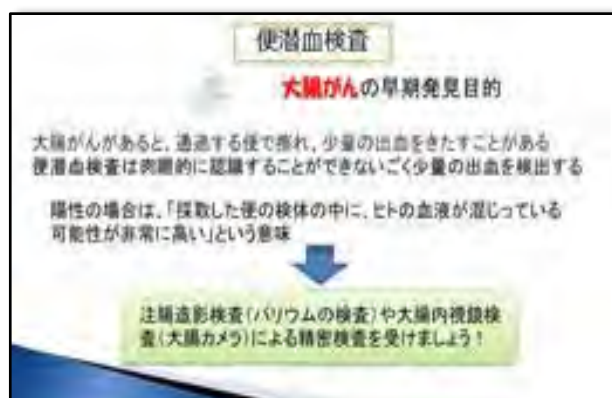 便潜血検査
大腸がんの早期発見目的
大腸がんがあると、通過する便で擦れ、少量の出血をきたすことがある
便潜血検査は肉眼的に認識することができないごく少量の出血を検出する
陽性の場合は、「採取した便の検体の中に、ヒトの血液が混じっている
可能性が非常に高い」という意味
注腸造影検査(バリウムの検査)や大腸内視鏡検
査(大腸カメラ)による精密検査を受けましょう!